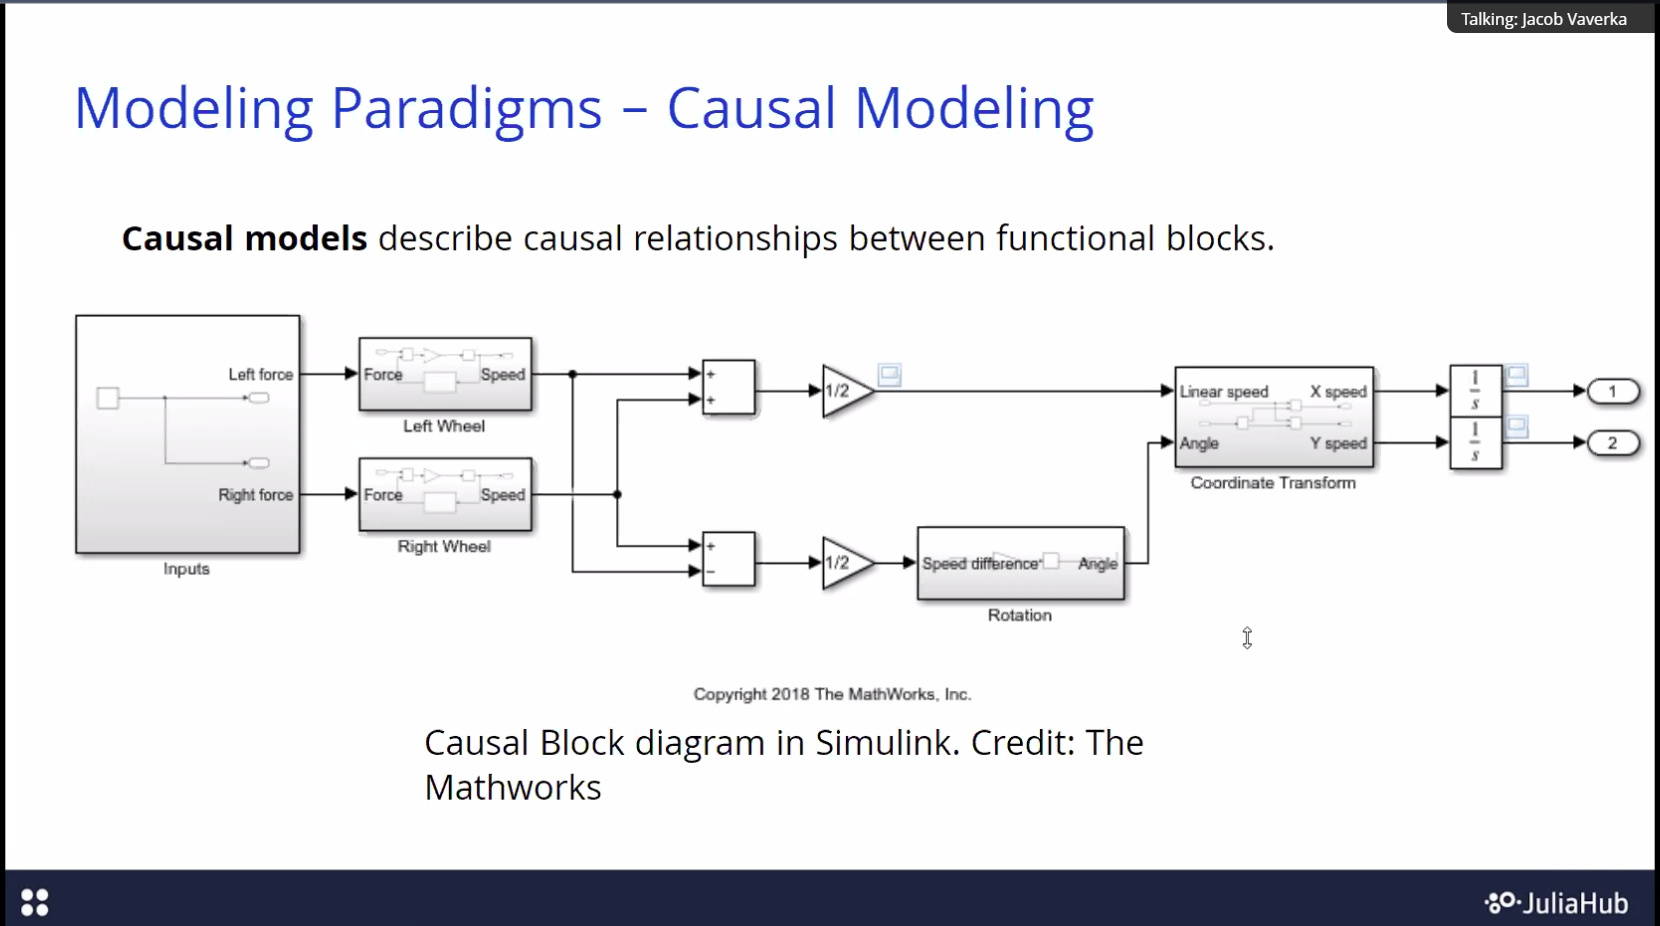 Talking: Jacob Vaverka
Modeling Paradigms – Causal Modeling
Causal models describe causal relationships between functional blocks.
Left force
Right force
Inputs
Force Speed
Left Wheel
Force Speed
Right Wheel
+
+
1/2
+
−
1/2
Speed difference Angle
Rotation
Linear speed X speed
Angle Y speed
Coordinate Transform
1
s
1
s
1
2
Copyright 2018 The MathWorks, Inc.
Causal Block diagram in Simulink. Credit: The
Mathworks
JuliaHub